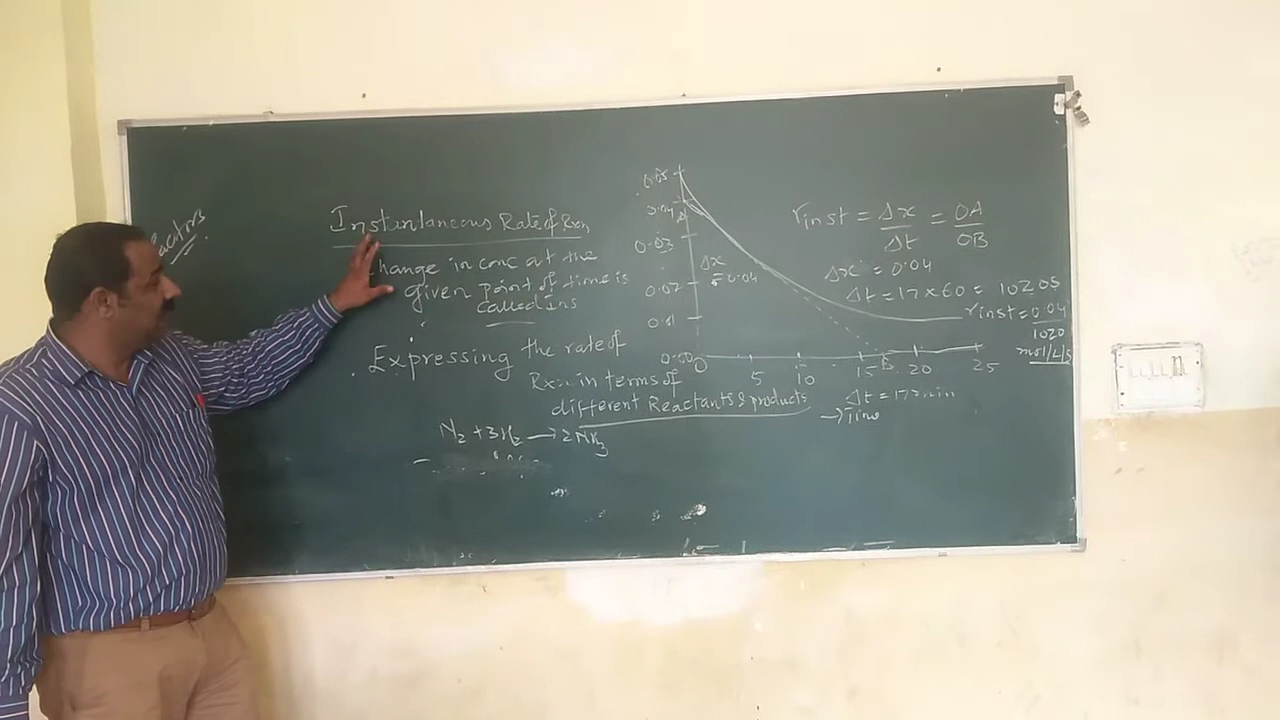 Instantaneous Rate of Rxn
Change in conc at the
given point of time is
called Ins
Expressing the rate of
Rxn in terms of
different Reactants & products
N₂ + 3H₂ → 2NH₃
0.05
0.04
A
0.03
0.02
0.01
0.00
0
5
10
15
B
20
25
Δx
= 0.04
Δt = 17 min
→ Time
r inst = Δx/Δt = OA/OB
Δx = 0.04
Δt = 17 x 60 = 1020s
r inst = 0.04/1020
mol/L/s